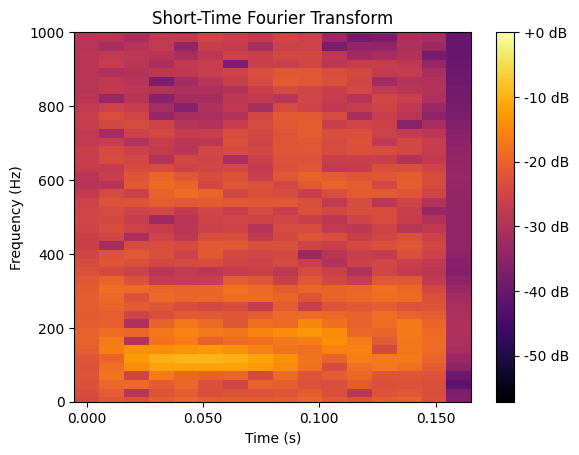 Short-Time Fourier Transform
1000
800
600
400
200
0
Frequency (Hz)
0.000
0.050
0.100
0.150
Time (s)
+0 dB
-10 dB
-20 dB
-30 dB
-40 dB
-50 dB